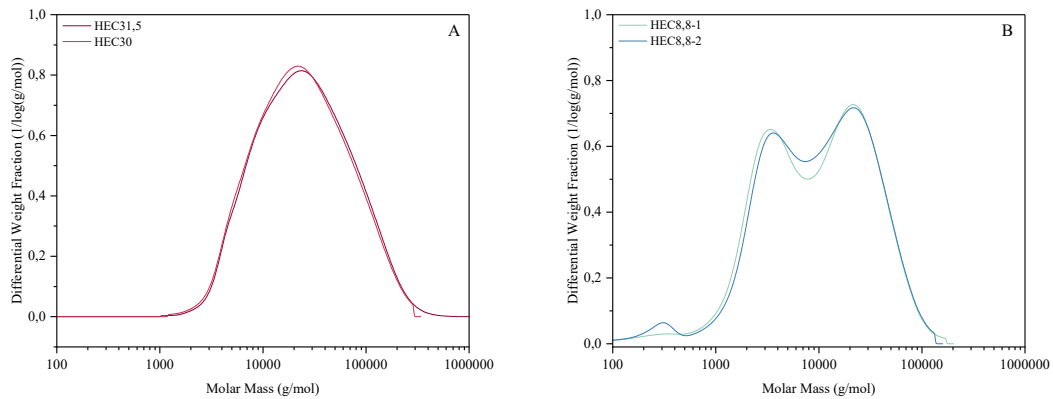 HEC31,5
HEC30
A
1,0
0,8
0,6
0,4
0,2
0,0
Differential Weight Fraction (1/log(g/mol))
100
1000
10000
100000
1000000
Molar Mass (g/mol)
HEC8,8-1
HEC8,8-2
B
1,0
0,8
0,6
0,4
0,2
0,0
Differential Weight Fraction (1/log(g/mol))
100
1000
10000
100000
1000000
Molar Mass (g/mol)